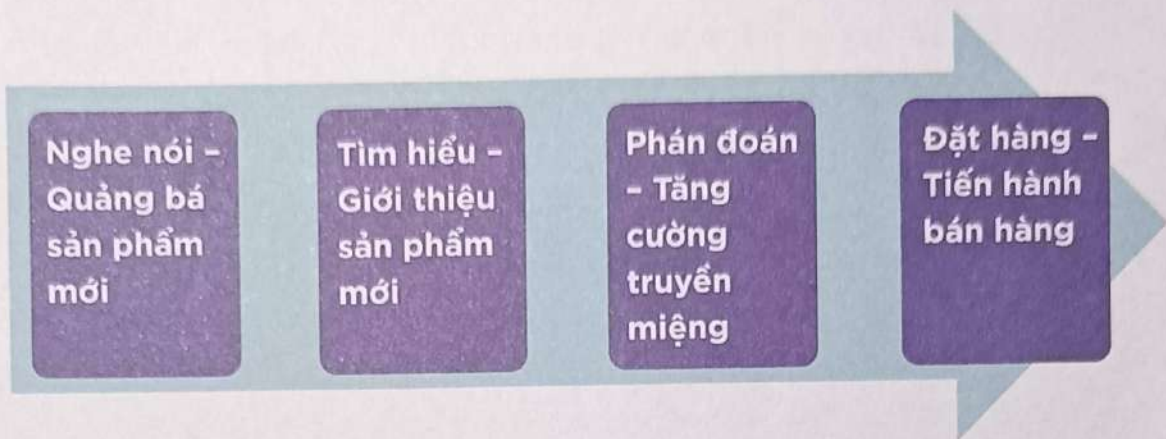 Nghe nói –
Quảng bá
sản phẩm
mới
Tìm hiểu –
Giới thiệu
sản phẩm
mới
Phán đoán
– Tăng
cường
truyền
miệng
Đặt hàng –
Tiến hành
bán hàng